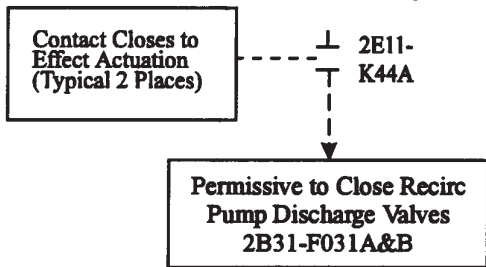 Contact Closes to
Effect Actuation
(Typical 2 Places)
2E11-
K44A
Permissive to Close Recirc
Pump Discharge Valves
2B31-F031A&B